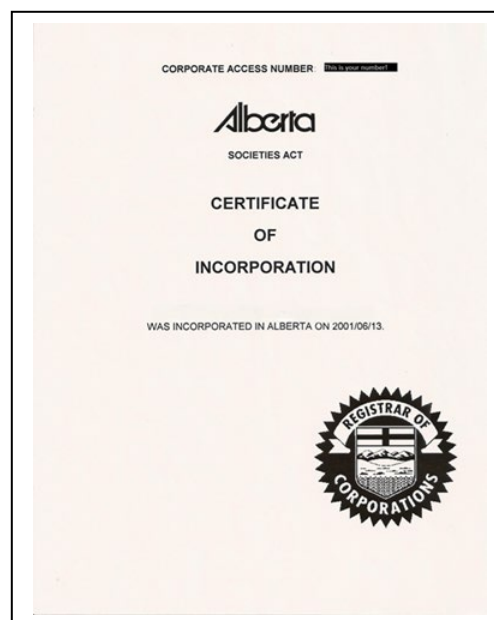 CORPORATE ACCESS NUMBER: This is your number!
Alberta
SOCIETIES ACT
CERTIFICATE
OF
INCORPORATION
WAS INCORPORATED IN ALBERTA ON 2001/06/13.
REGISTRAR OF
CORPORATIONS